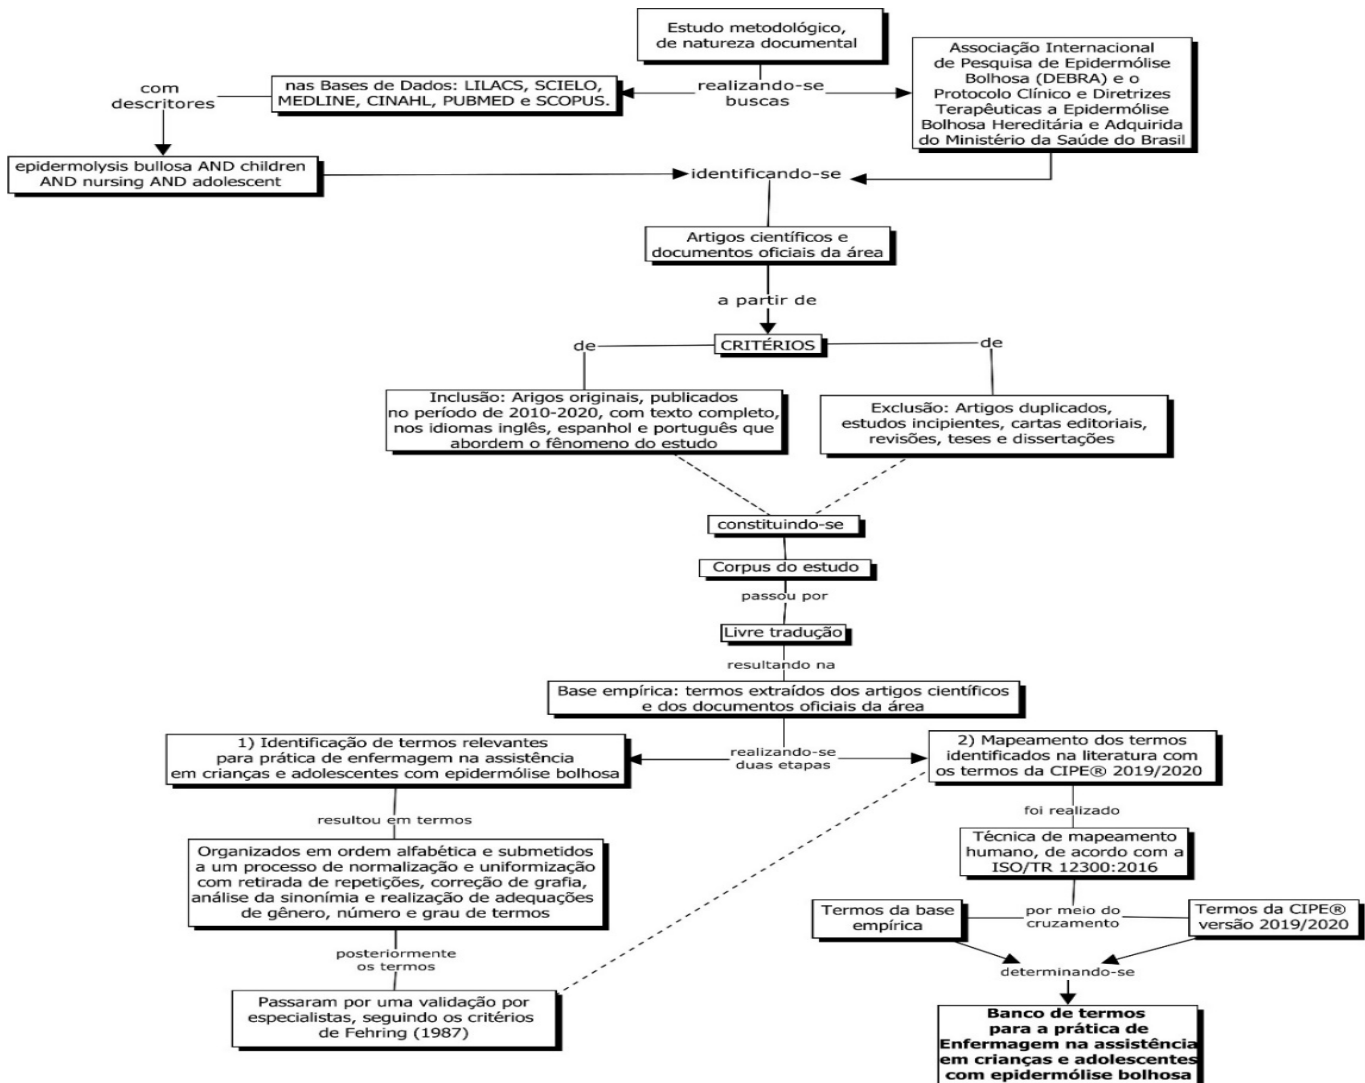 Estudo metodológico,
de natureza documental
realizando-se
buscas
nas Bases de Dados: LILACS, SCIELO,
MEDLINE, CINAHL, PUBMED e SCOPUS.
Associação Internacional
de Pesquisa de Epidermólise
Bolhosa (DEBRA) e o
Protocolo Clínico e Diretrizes
Terapêuticas a Epidermólise
Bolhosa Hereditária e Adquirida
do Ministério da Saúde do Brasil
com
descritores
epidermolysis bullosa AND children
AND nursing AND adolescent
identificando-se
Artigos científicos e
documentos oficiais da área
a partir de
CRITÉRIOS
de
de
Inclusão: Arigos originais, publicados
no período de 2010-2020, com texto completo,
nos idiomas inglês, espanhol e português que
abordem o fênomeno do estudo
Exclusão: Artigos duplicados,
estudos incipientes, cartas editoriais,
revisões, teses e dissertações
constituindo-se
Corpus do estudo
passou por
Livre tradução
resultando na
Base empírica: termos extraídos dos artigos científicos
e dos documentos oficiais da área
realizando-se
duas etapas
1) Identificação de termos relevantes
para prática de enfermagem na assistência
em crianças e adolescentes com epidermólise bolhosa
2) Mapeamento dos termos
identificados na literatura com
os termos da CIPE® 2019/2020
resultou em termos
Organizados em ordem alfabética e submetidos
a um processo de normalização e uniformização
com retirada de repetições, correção de grafia,
análise da sinonímia e realização de adequações
de gênero, número e grau de termos
posteriormente
os termos
Passaram por uma validação por
especialistas, seguindo os critérios
de Fehring (1987)
foi realizado
Técnica de mapeamento
humano, de acordo com a
ISO/TR 12300:2016
Termos da base
empírica
por meio do
cruzamento
Termos da CIPE®
versão 2019/2020
determinando-se
Banco de termos
para a prática de
Enfermagem na assistência
em crianças e adolescentes
com epidermólise bolhosa